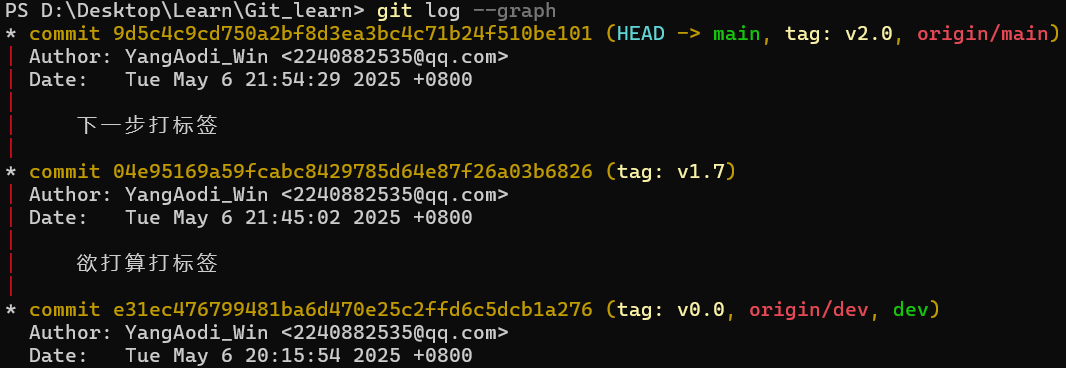 PS D:\Desktop\Learn\Git_learn> git log --graph
* commit 9d5c4c9cd750a2bf8d3ea3bc4c71b24f510be101 (HEAD -> main, tag: v2.0, origin/main)
| Author: YangAodi_Win <2240882535@qq.com>
| Date:   Tue May 6 21:54:29 2025 +0800
|
|     下一步打标签
|
* commit 04e95169a59fcabc8429785d64e87f26a03b6826 (tag: v1.7)
| Author: YangAodi_Win <2240882535@qq.com>
| Date:   Tue May 6 21:45:02 2025 +0800
|
|     欲打算打标签
|
* commit e31ec476799481ba6d470e25c2ffd6c5dcb1a276 (tag: v0.0, origin/dev, dev)
  Author: YangAodi_Win <2240882535@qq.com>
  Date:   Tue May 6 20:15:54 2025 +0800